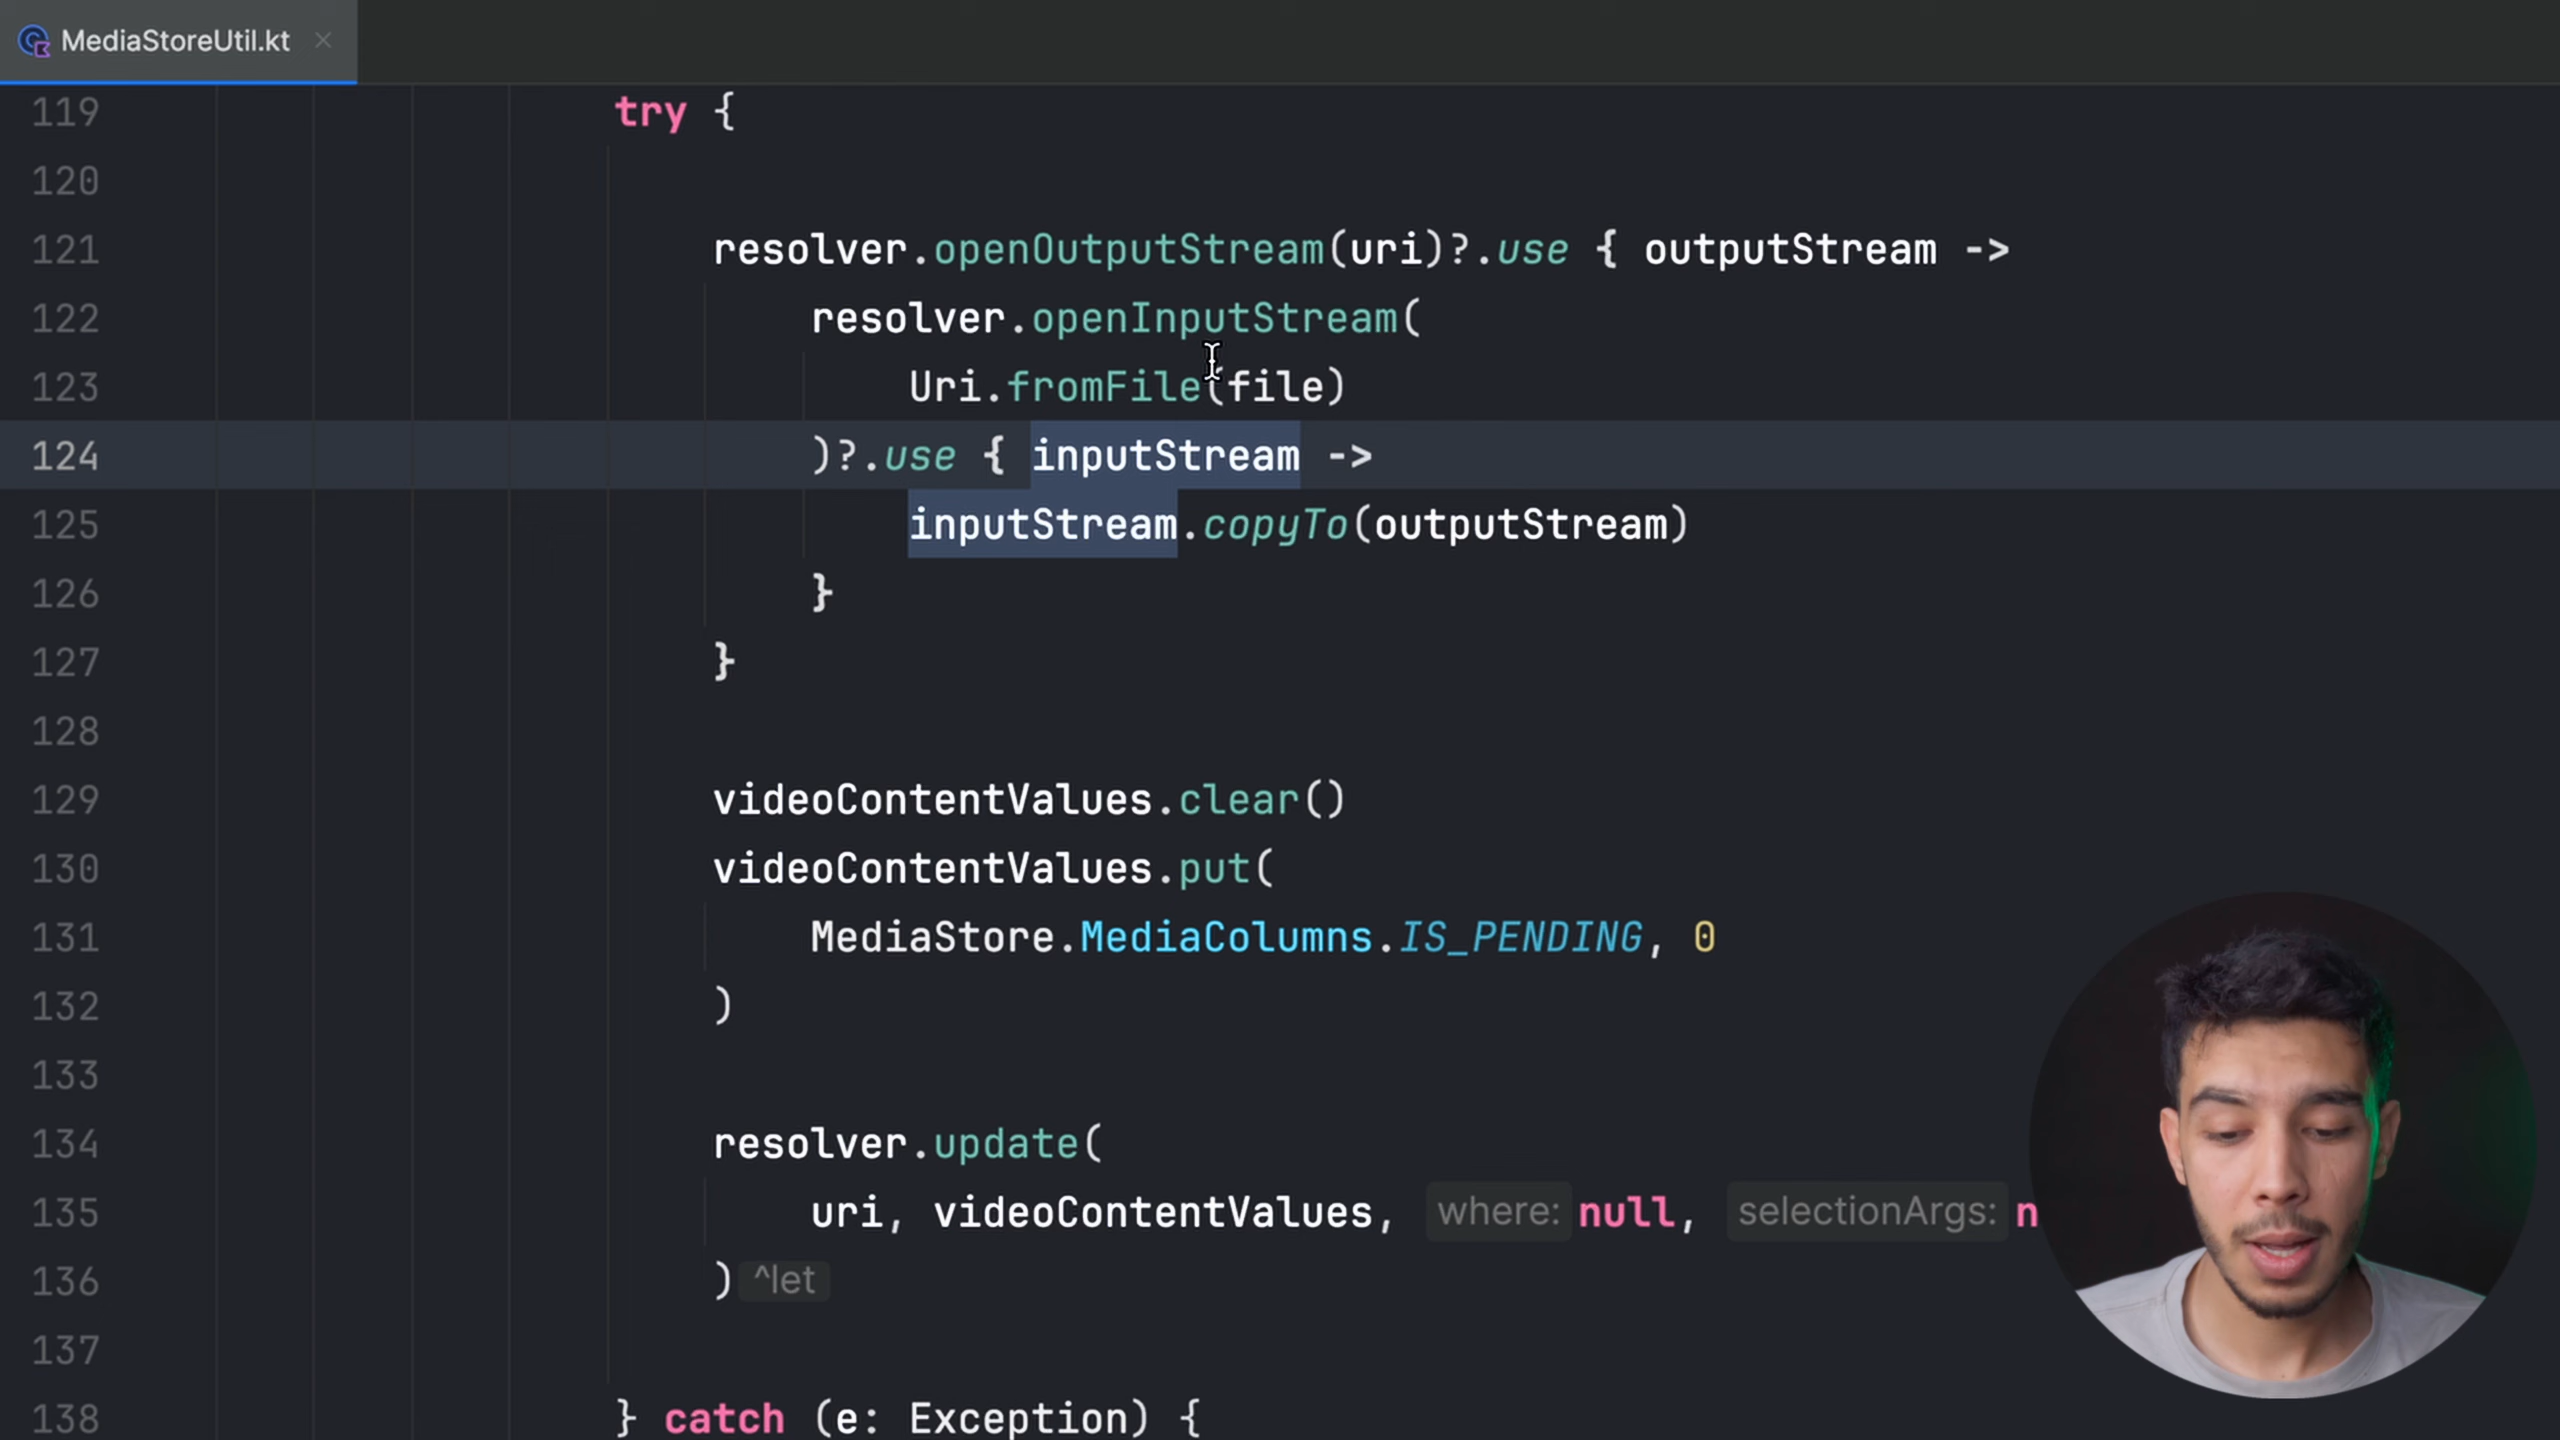 MediaStoreUtil.kt
119 try {
120
121 resolver.openOutputStream(uri)?.use { outputStream ->
122 resolver.openInputStream(
123 Uri.fromFile(file)
124 )?.use { inputStream ->
125 inputStream.copyTo(outputStream)
126 }
127 }
128
129 videoContentValues.clear()
130 videoContentValues.put(
131 MediaStore.MediaColumns.IS_PENDING, 0
132 )
133
134 resolver.update(
135 uri, videoContentValues, where: null, selectionArgs: n
136 ) ^let
137
138 } catch (e: Exception) {